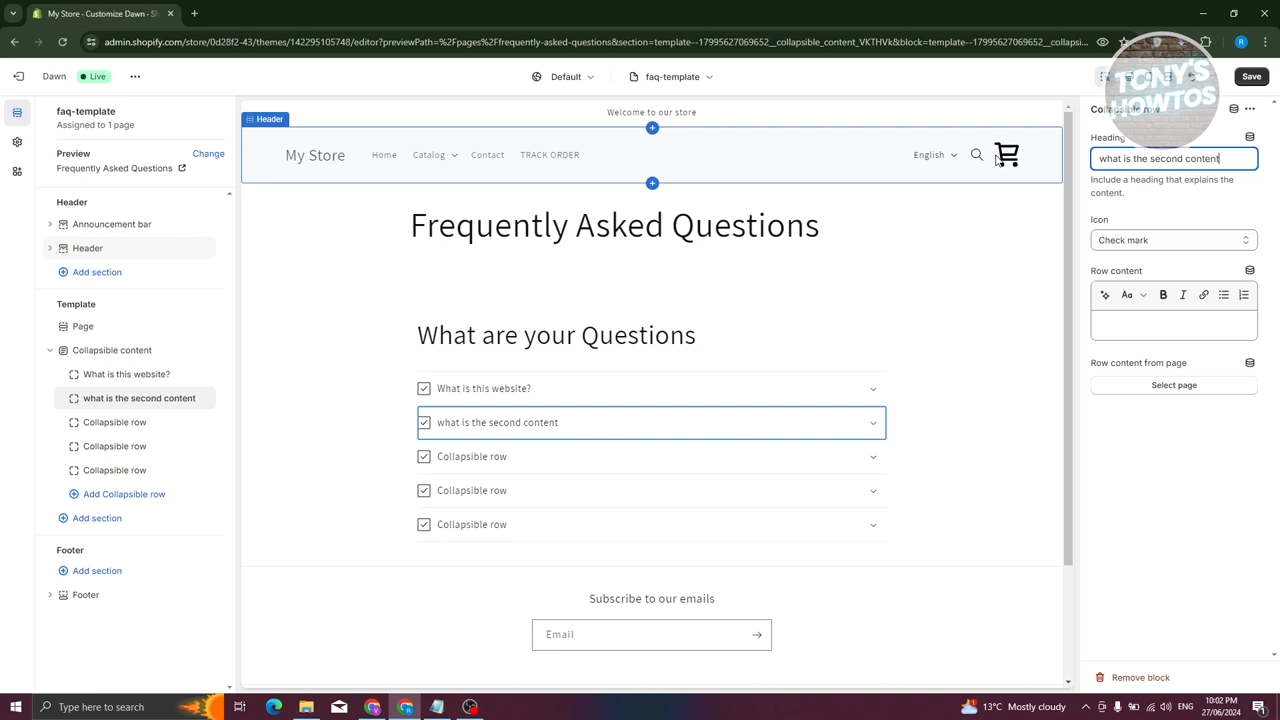 My Store · Customize Dawn · S
admin.shopify.com/store/0d28f2-43/themes/142295105748/editor?previewPath=%2Fpages%2Ffrequently-asked-questions&section=template--17995627069652__collapsible_content_VKTHVk&block=template--17995627069652__collapsi...
R
Dawn
Live
Default
faq-template
Save
TONY'S
HOWTOS
faq-template
Assigned to 1 page
Preview
Change
Frequently Asked Questions
Header
Announcement bar
Header
Add section
Template
Page
Collapsible content
What is this website?
what is the second content
Collapsible row
Collapsible row
Collapsible row
Add Collapsible row
Add section
Footer
Add section
Footer
Welcome to our store
Header
My Store
Home
Catalog
Contact
TRACK ORDER
English
Frequently Asked Questions
What are your Questions
What is this website?
what is the second content
Collapsible row
Collapsible row
Collapsible row
Subscribe to our emails
Email
Collapsible row
Heading
what is the second content
Include a heading that explains the
content.
Icon
Check mark
Row content
Aa
B
I
Row content from page
Select page
Remove block
Type here to search
13°C Mostly cloudy
10:02 PM
27/06/2024